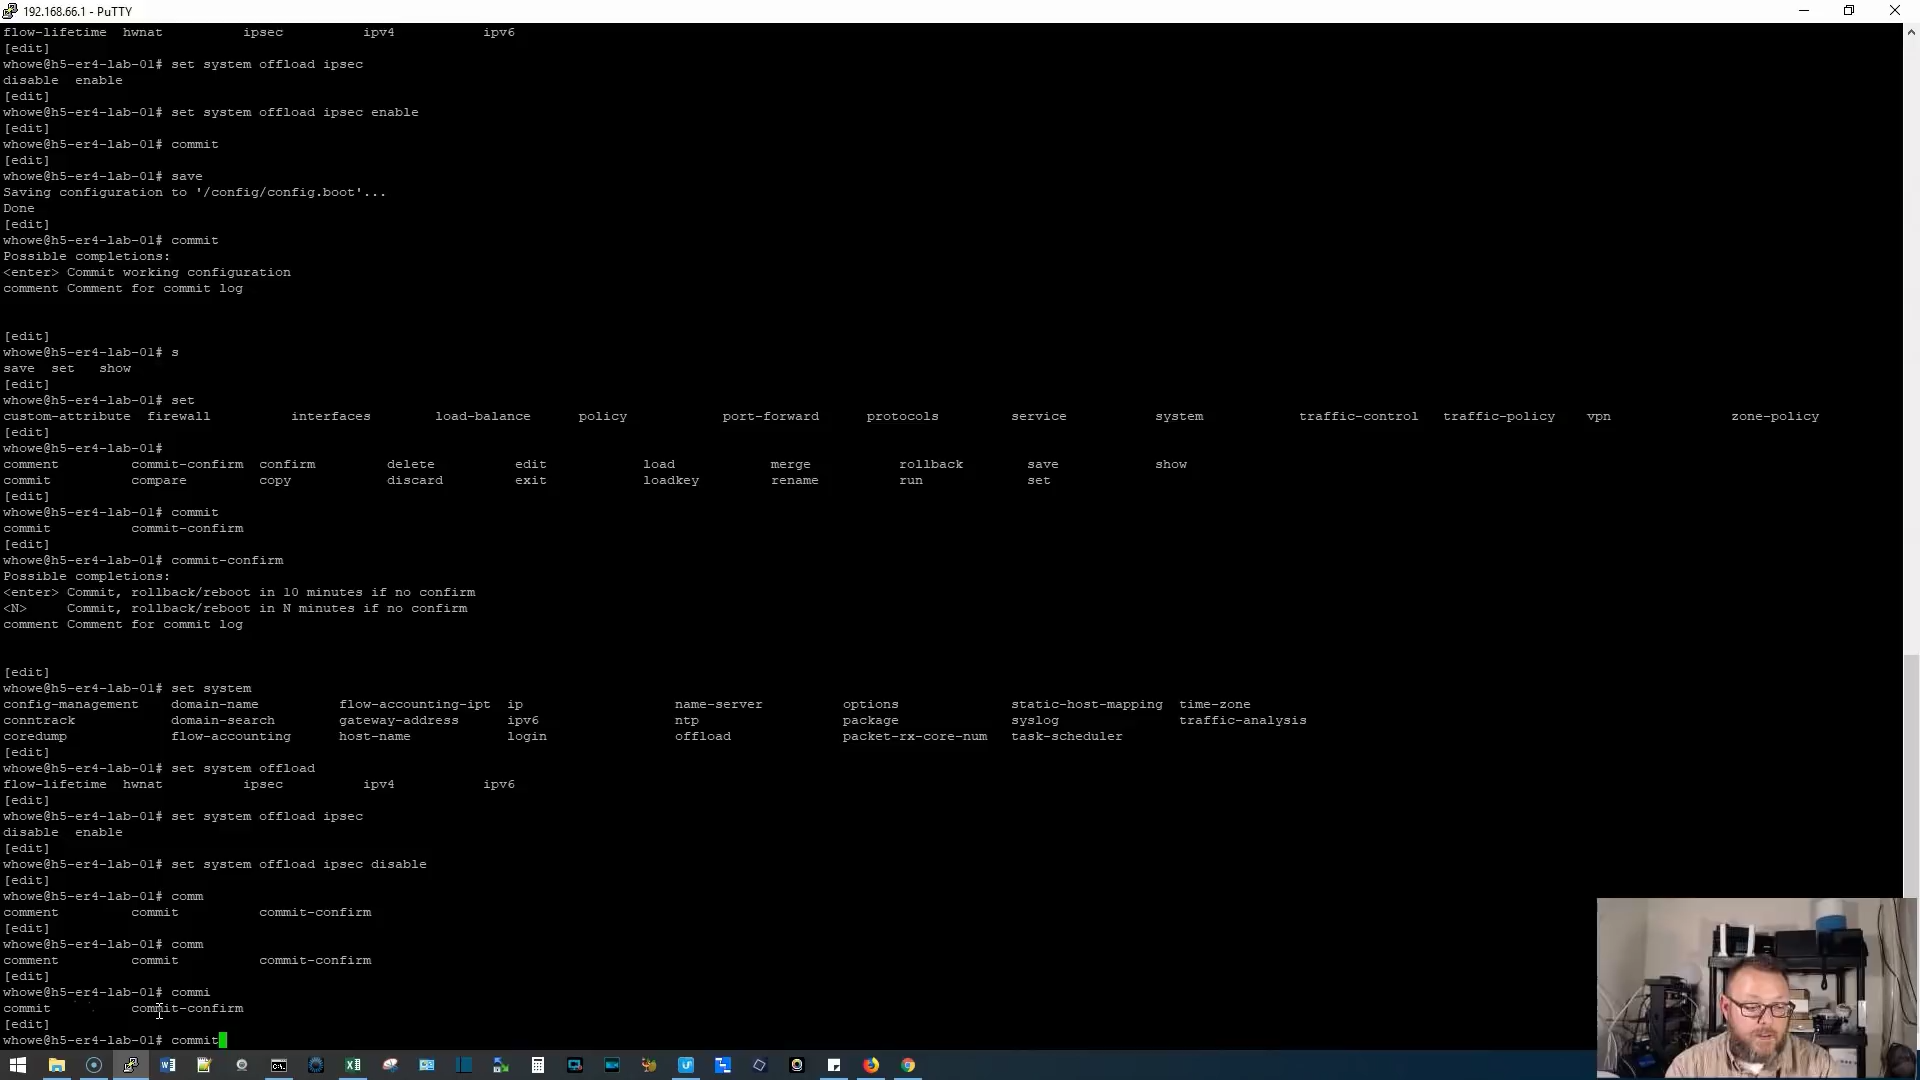 192.168.66.1 - PuTTY
flow-lifetime  hwnat          ipsec          ipv4           ipv6
[edit]
whowe@h5-er4-lab-01# set system offload ipsec
disable  enable
[edit]
whowe@h5-er4-lab-01# set system offload ipsec enable
[edit]
whowe@h5-er4-lab-01# commit
[edit]
whowe@h5-er4-lab-01# save
Saving configuration to '/config/config.boot'...
Done
[edit]
whowe@h5-er4-lab-01# commit
Possible completions:
<enter> Commit working configuration
comment Comment for commit log
[edit]
whowe@h5-er4-lab-01# s
save  set   show
[edit]
whowe@h5-er4-lab-01# set
custom-attribute  firewall          interfaces        load-balance      policy            port-forward      protocols         service           system            traffic-control   traffic-policy    vpn               zone-policy
[edit]
whowe@h5-er4-lab-01#
comment         commit-confirm  confirm         delete          edit            load            merge           rollback        save            show
commit          compare         copy            discard         exit            loadkey         rename          run             set
[edit]
whowe@h5-er4-lab-01# commit
commit          commit-confirm
[edit]
whowe@h5-er4-lab-01# commit-confirm
Possible completions:
<enter> Commit, rollback/reboot in 10 minutes if no confirm
<N>     Commit, rollback/reboot in N minutes if no confirm
comment Comment for commit log
[edit]
whowe@h5-er4-lab-01# set system
config-management    domain-name          flow-accounting-ipt  ip                   name-server          options              static-host-mapping  time-zone
conntrack            domain-search        gateway-address      ipv6                 ntp                  package              syslog               traffic-analysis
coredump             flow-accounting      host-name            login                offload              packet-rx-core-num   task-scheduler
[edit]
whowe@h5-er4-lab-01# set system offload
flow-lifetime  hwnat          ipsec          ipv4           ipv6
[edit]
whowe@h5-er4-lab-01# set system offload ipsec
disable  enable
[edit]
whowe@h5-er4-lab-01# set system offload ipsec disable
[edit]
whowe@h5-er4-lab-01# comm
comment         commit          commit-confirm
[edit]
whowe@h5-er4-lab-01# comm
comment         commit          commit-confirm
[edit]
whowe@h5-er4-lab-01# commi
commit          commit-confirm
[edit]
whowe@h5-er4-lab-01# commit